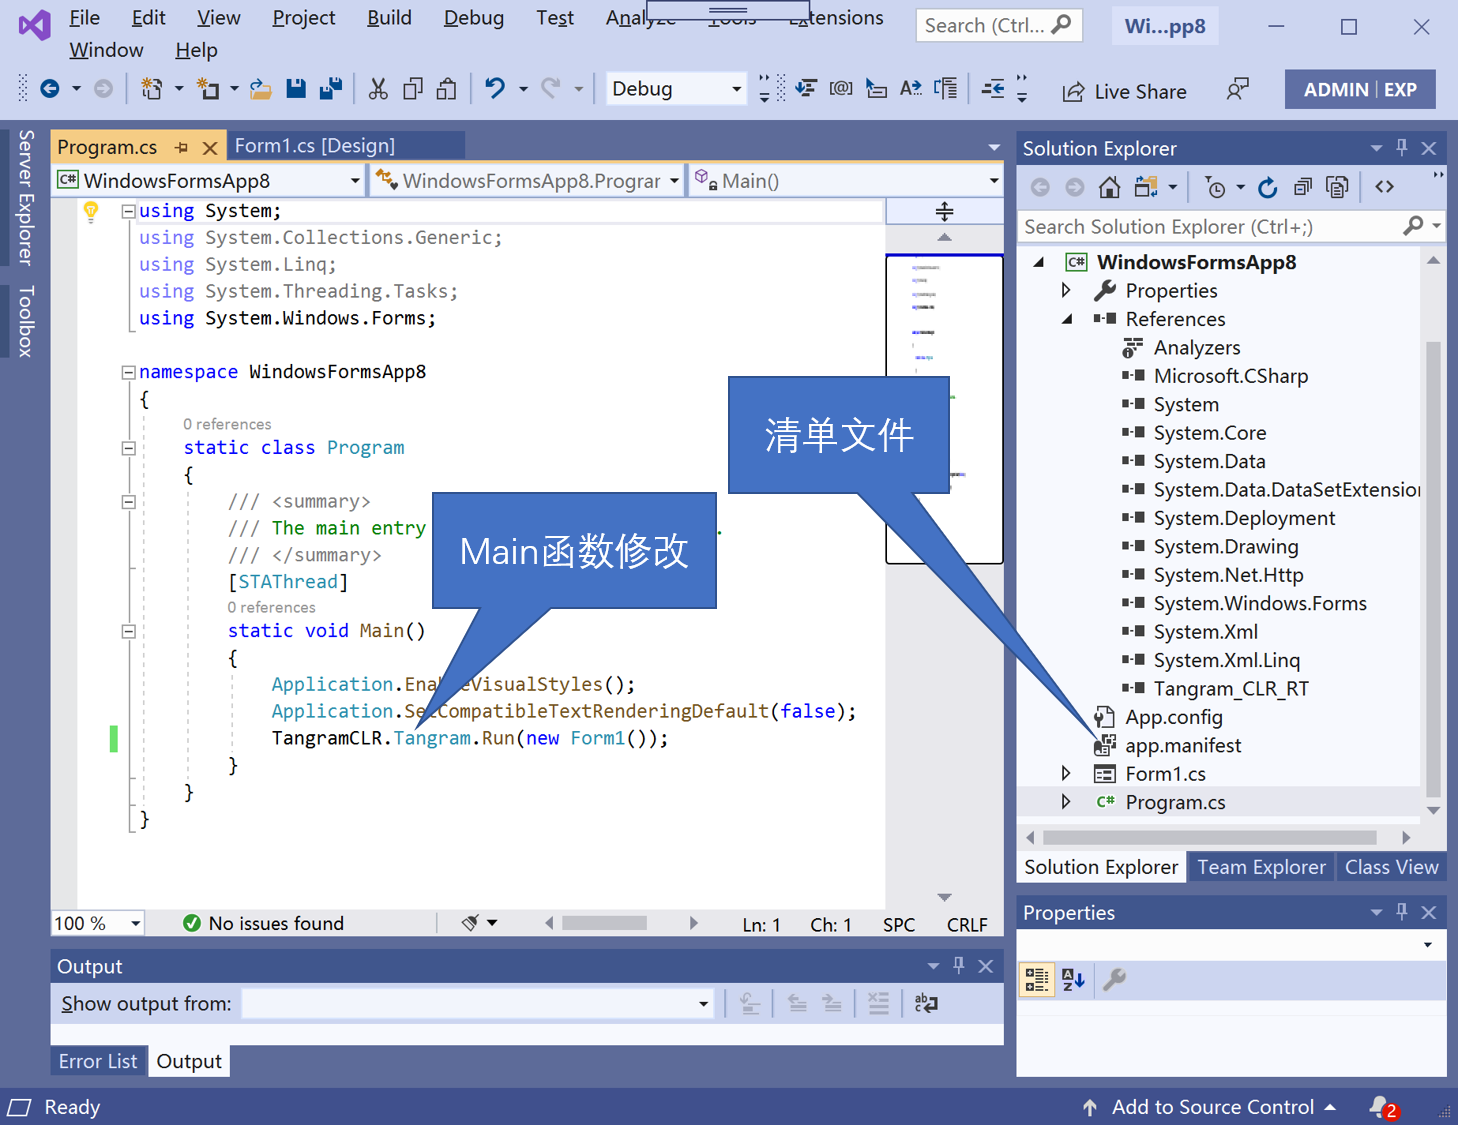 File Edit View Project Build Debug Test Analyze Tools Extensions
Search (Ctrl...
Wi...pp8
Window Help
Debug
Live Share
ADMIN EXP
Server Explorer
Toolbox
Program.cs
Form1.cs [Design]
WindowsFormsApp8
WindowsFormsApp8.Prograr
Main()
using System;
using System.Collections.Generic;
using System.Linq;
using System.Threading.Tasks;
using System.Windows.Forms;
namespace WindowsFormsApp8
{
0 references
static class Program
{
/// <summary>
/// The main entry .
/// </summary>
[STAThread]
0 references
static void Main()
{
Application.EnableVisualStyles();
Application.SetCompatibleTextRenderingDefault(false);
TangramCLR.Tangram.Run(new Form1());
}
}
}
Main函数修改
清单文件
100 %
No issues found
Ln: 1 Ch: 1 SPC CRLF
Output
Show output from:
Error List Output
Solution Explorer
Search Solution Explorer (Ctrl+;)
C# WindowsFormsApp8
Properties
References
Analyzers
Microsoft.CSharp
System
System.Core
System.Data
System.Data.DataSetExtension
System.Deployment
System.Drawing
System.Net.Http
System.Windows.Forms
System.Xml
System.Xml.Linq
Tangram_CLR_RT
App.config
app.manifest
Form1.cs
C# Program.cs
Solution Explorer Team Explorer Class View
Properties
Ready
Add to Source Control
2